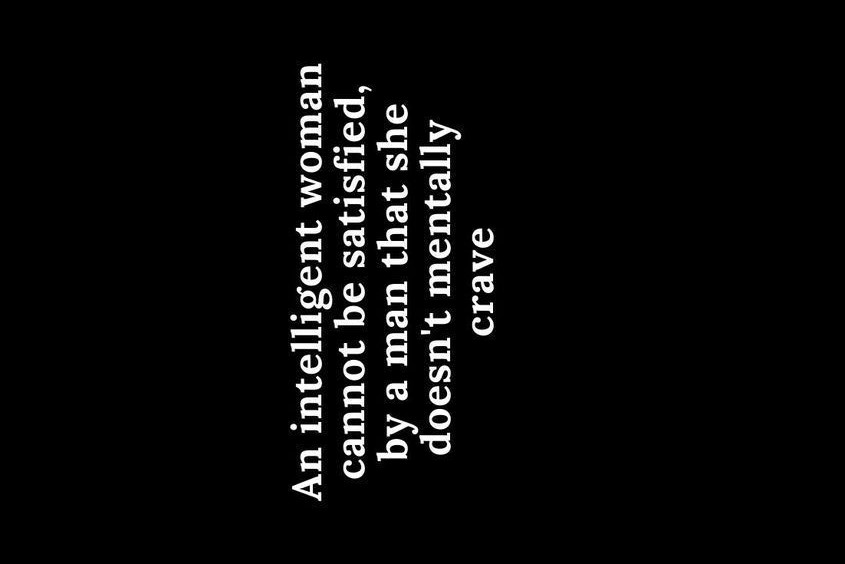 An intelligent woman
cannot be satisfied,
by a man that she
doesn't mentally
crave